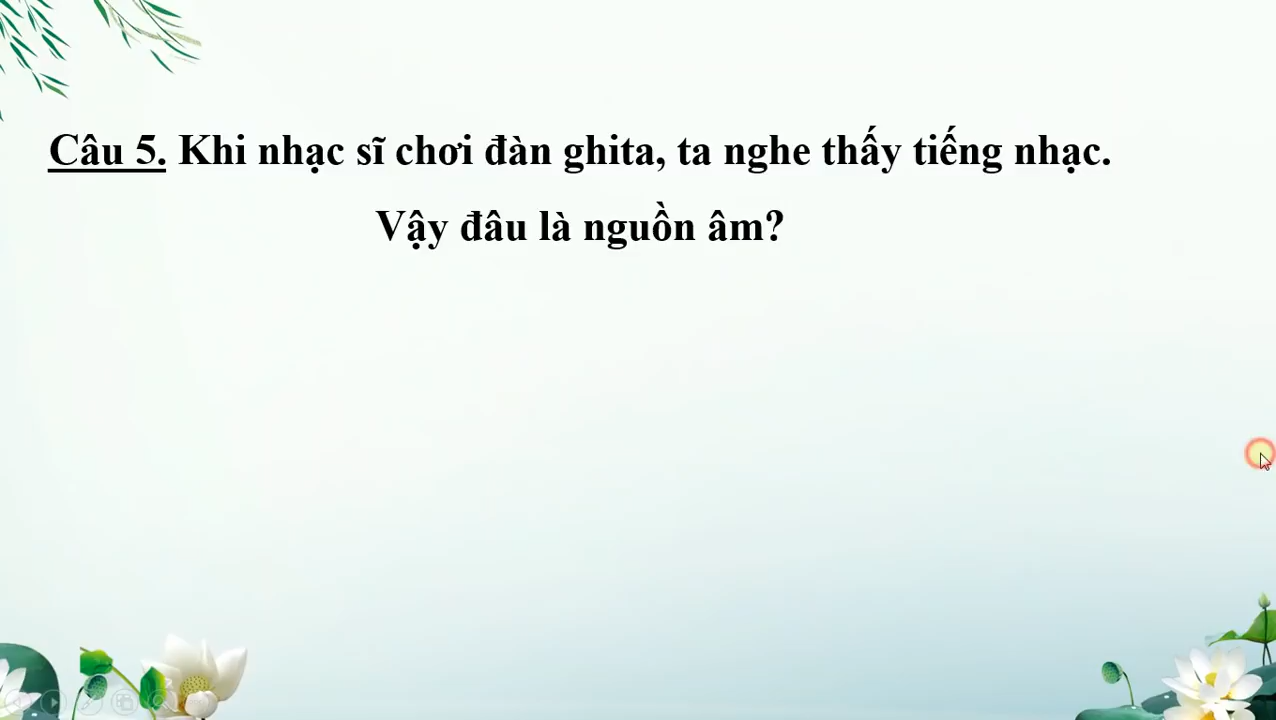 Câu 5. Khi nhạc sĩ chơi đàn ghita, ta nghe thấy tiếng nhạc.
Vậy đâu là nguồn âm?